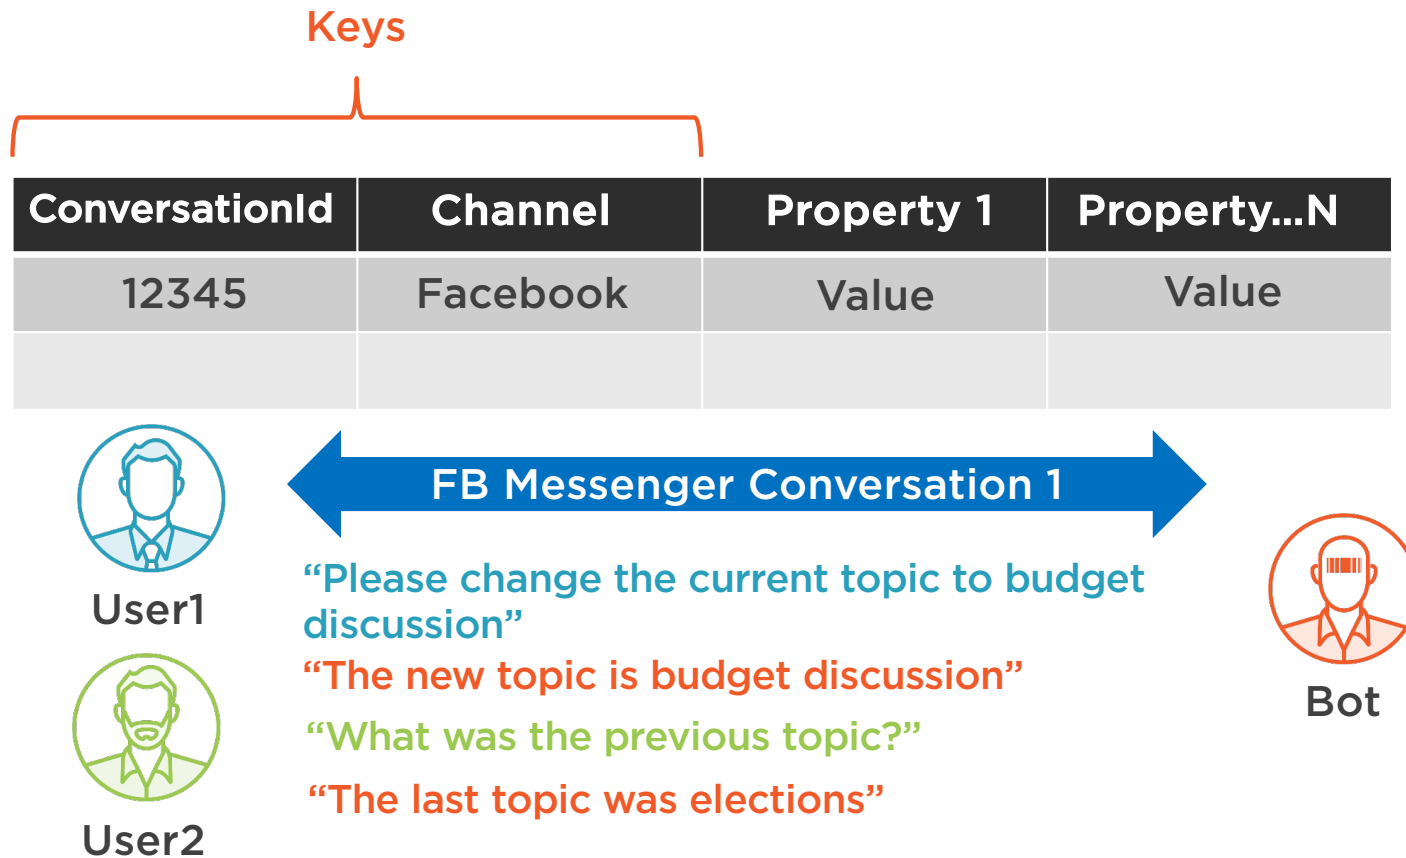 Keys
ConversationId Channel Property 1 Property...N
12345 Facebook Value Value
FB Messenger Conversation 1
“Please change the current topic to budget
discussion”
User1
“The new topic is budget discussion”
Bot
“What was the previous topic?”
“The last topic was elections”
User2